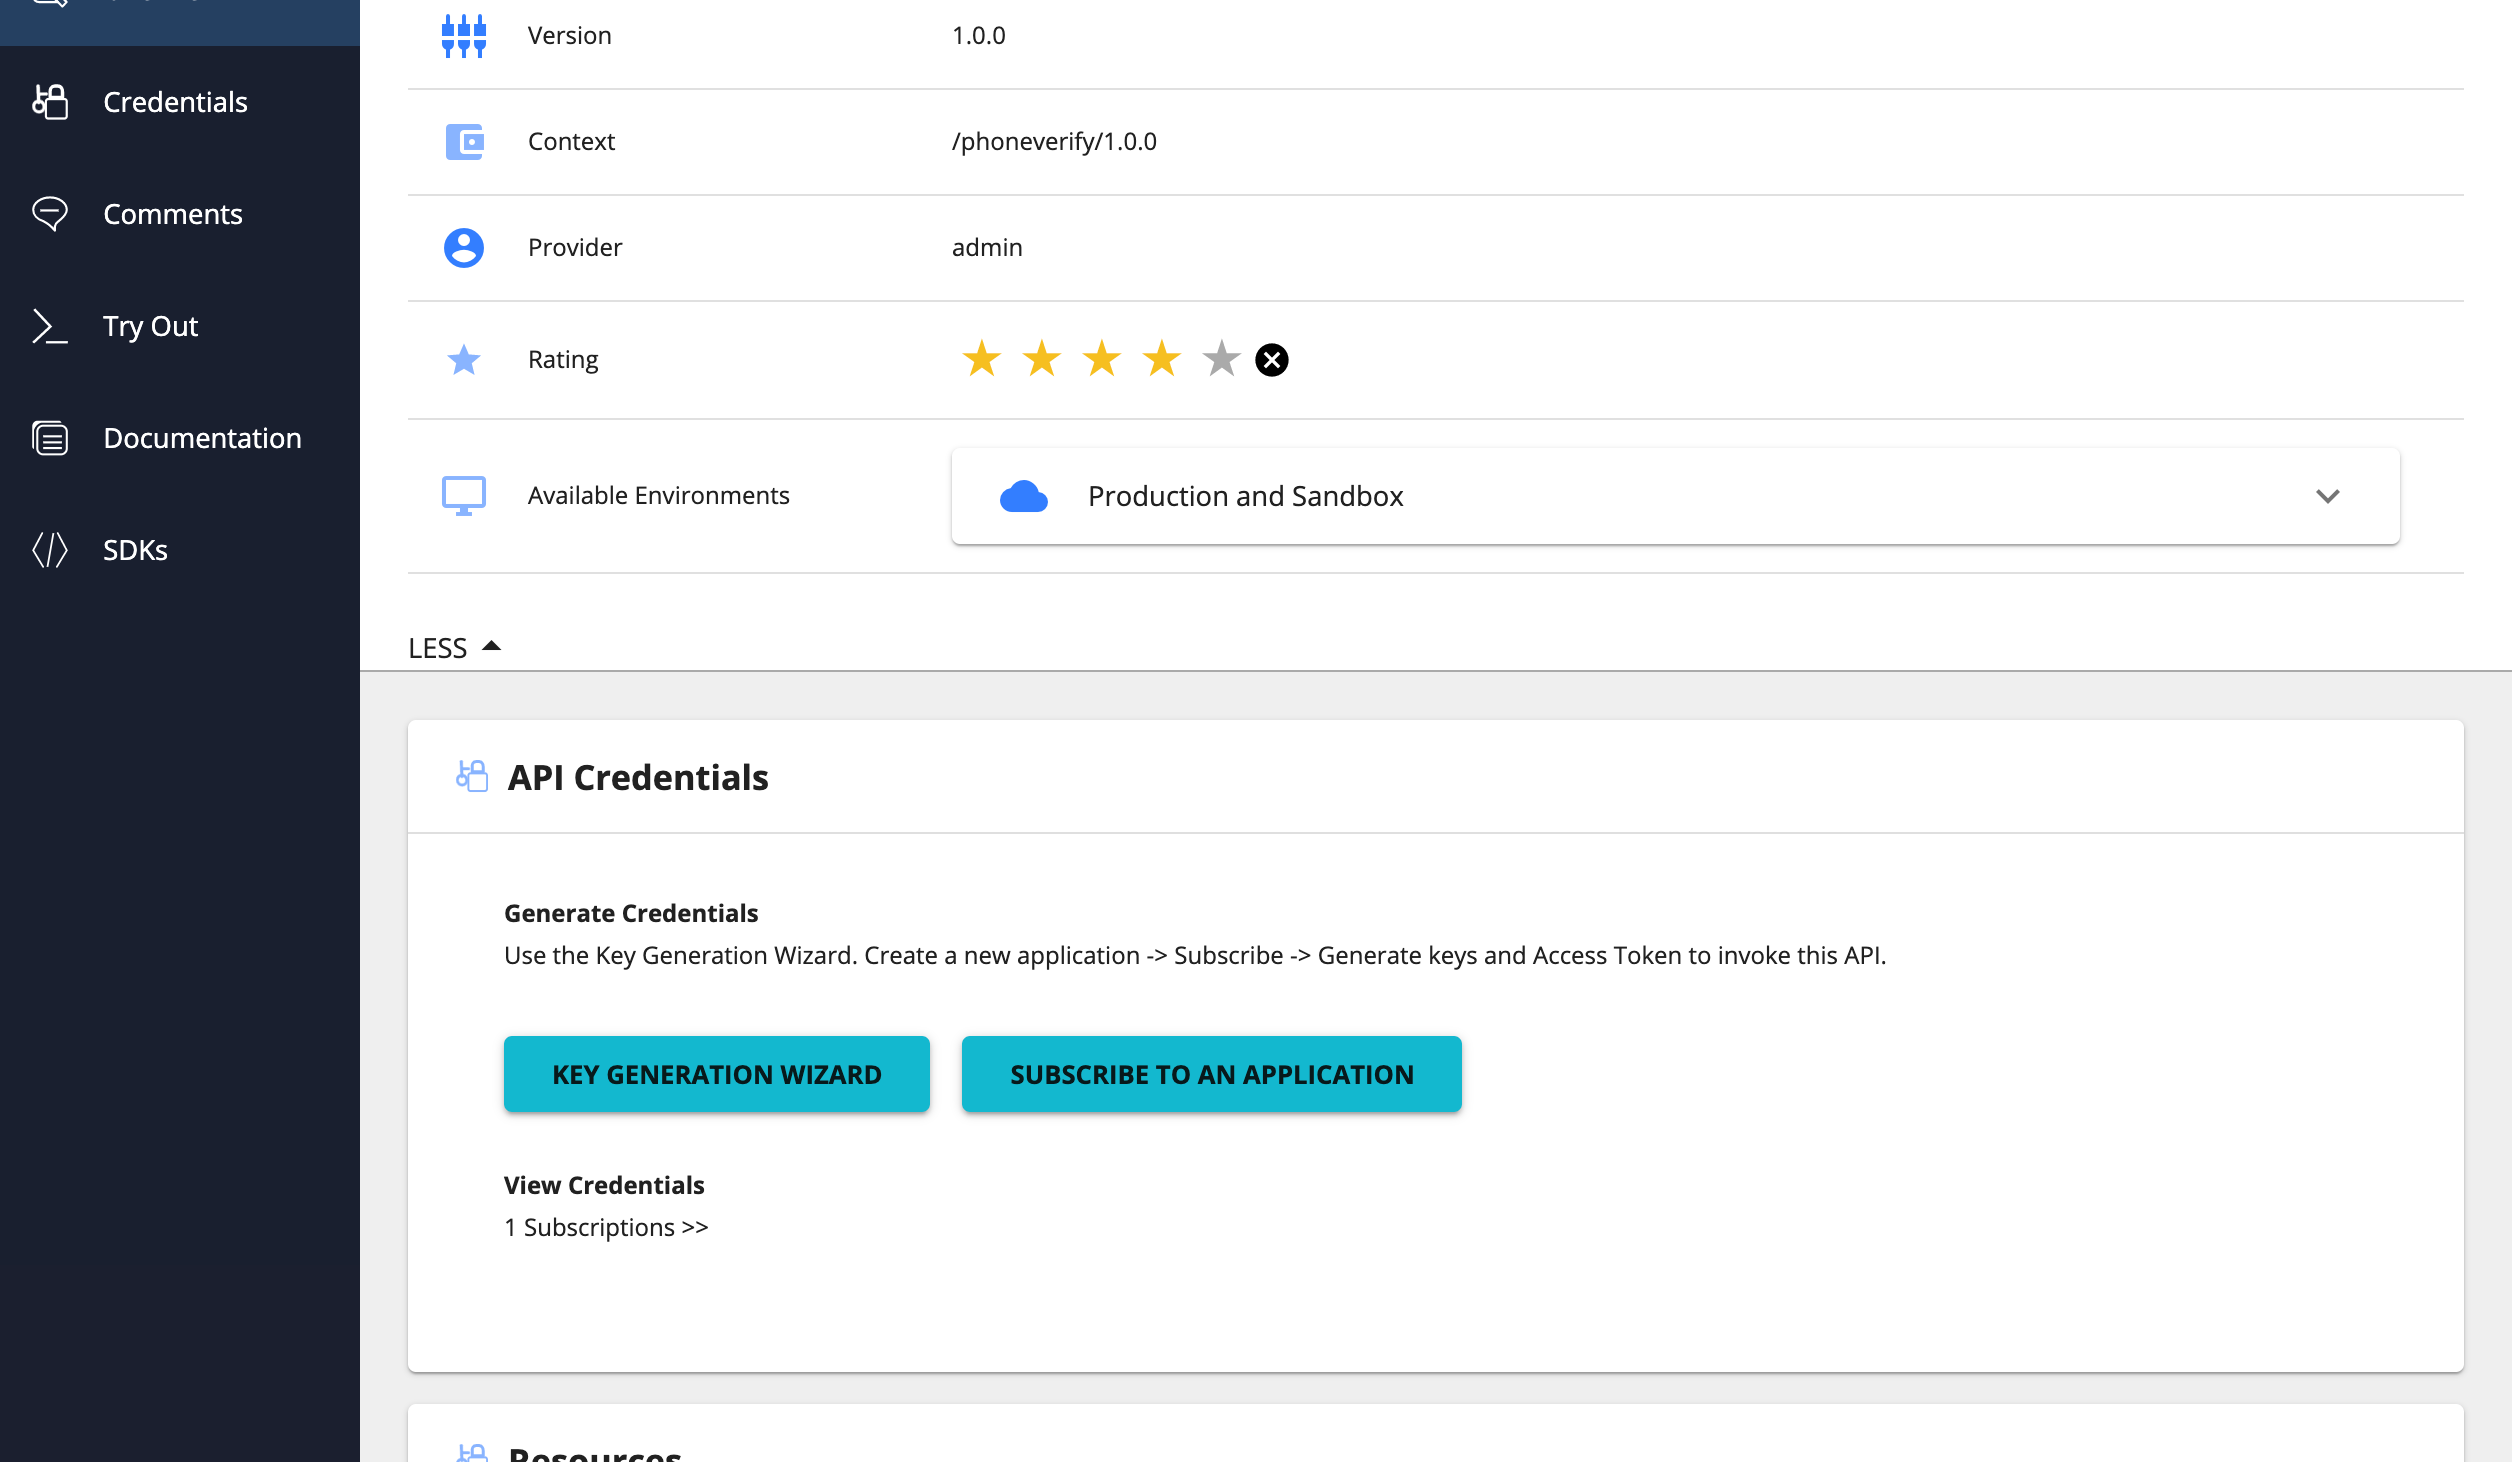 Credentials
Comments
Try Out
Documentation
SDKs
Version 1.0.0
Context /phoneverify/1.0.0
Provider admin
Rating
Available Environments Production and Sandbox
LESS
API Credentials
Generate Credentials
Use the Key Generation Wizard. Create a new application -> Subscribe -> Generate keys and Access Token to invoke this API.
KEY GENERATION WIZARD SUBSCRIBE TO AN APPLICATION
View Credentials
1 Subscriptions >>
Resources